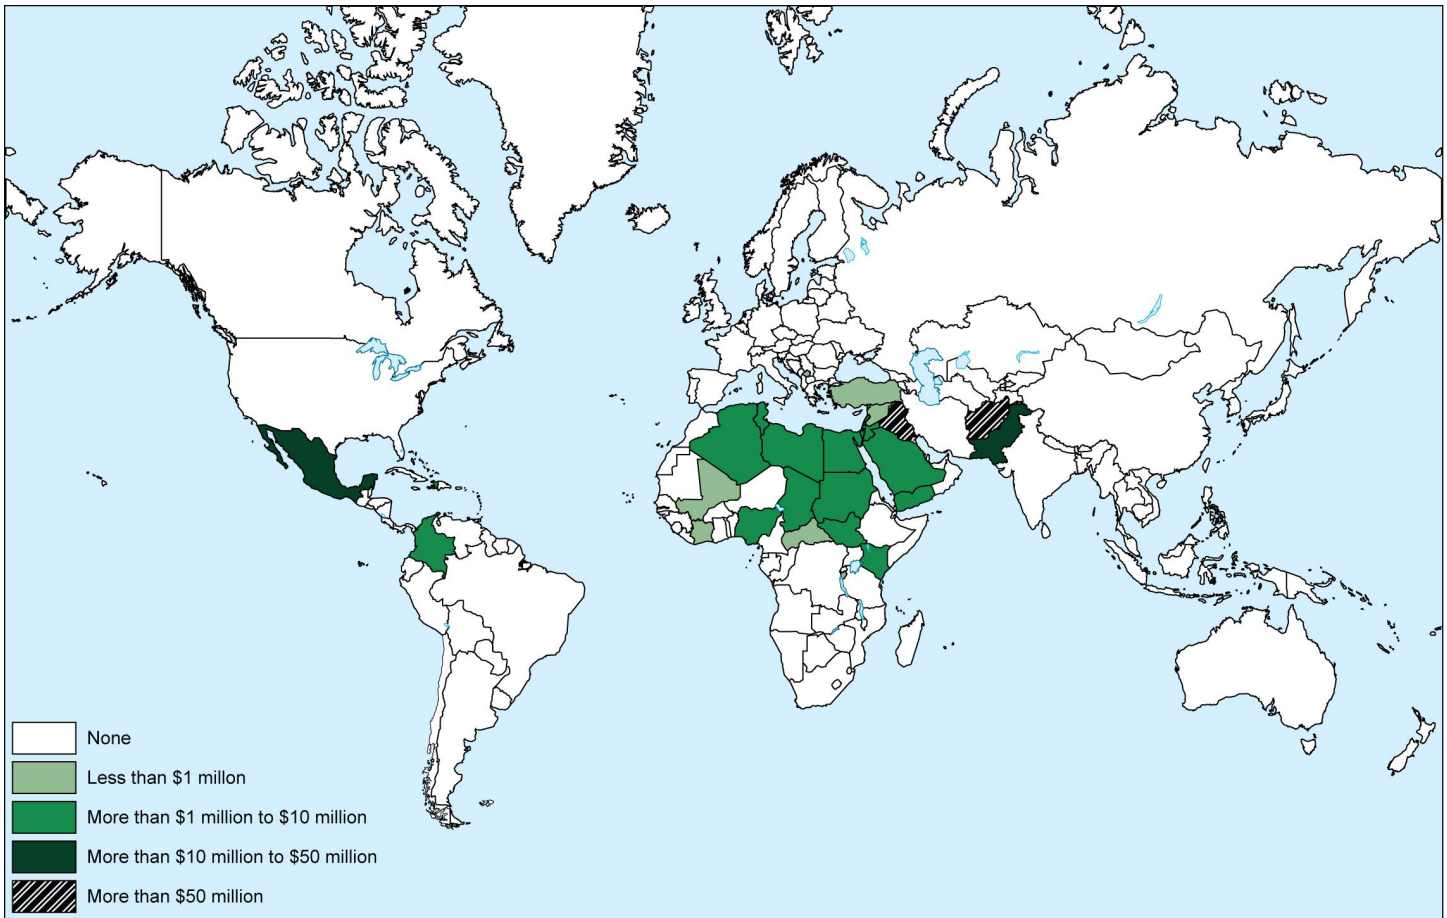 None
Less than $1 millon
More than $1 million to $10 million
More than $10 million to $50 million
More than $50 million